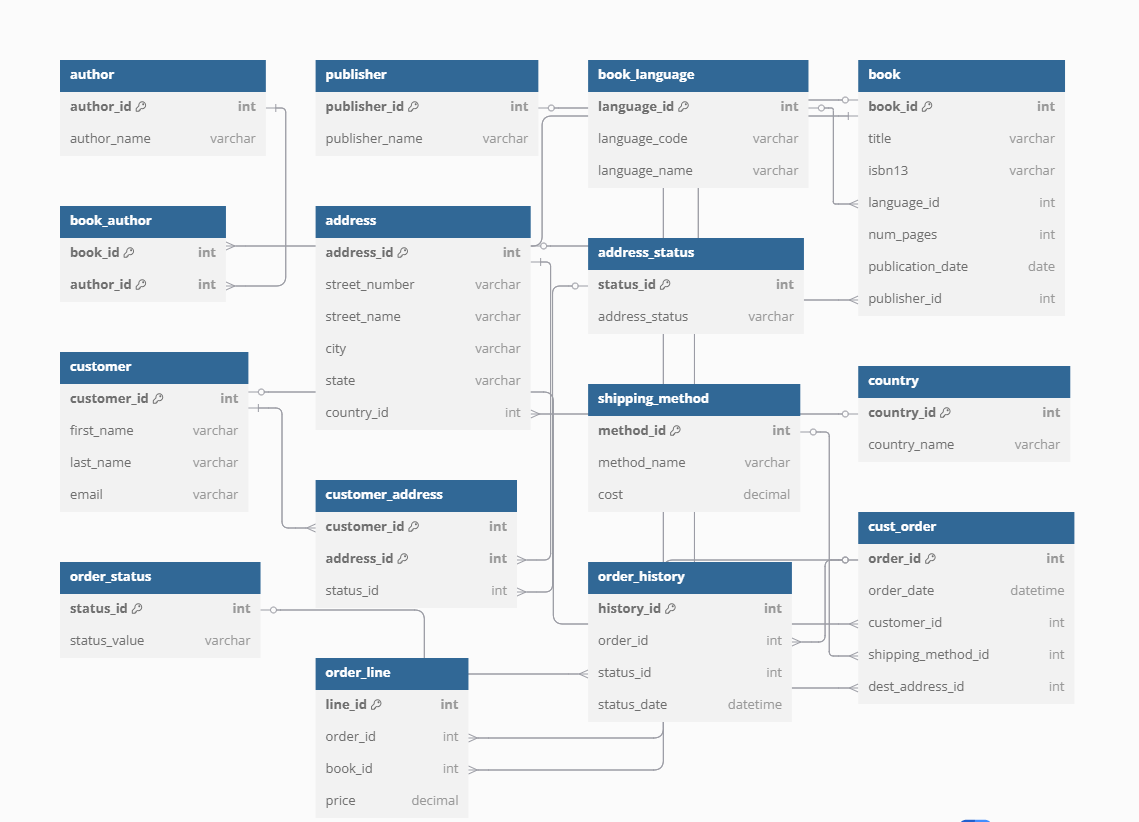 author
author_id int
author_name varchar
publisher
publisher_id int
publisher_name varchar
book_language
language_id int
language_code varchar
language_name varchar
book
book_id int
title varchar
isbn13 varchar
language_id int
num_pages int
publication_date date
publisher_id int
book_author
book_id int
author_id int
address
address_id int
street_number varchar
street_name varchar
city varchar
state varchar
country_id int
address_status
status_id int
address_status varchar
customer
customer_id int
first_name varchar
last_name varchar
email varchar
shipping_method
method_id int
method_name varchar
cost decimal
country
country_id int
country_name varchar
customer_address
customer_id int
address_id int
status_id int
cust_order
order_id int
order_date datetime
customer_id int
shipping_method_id int
dest_address_id int
order_status
status_id int
status_value varchar
order_history
history_id int
order_id int
status_id int
status_date datetime
order_line
line_id int
order_id int
book_id int
price decimal